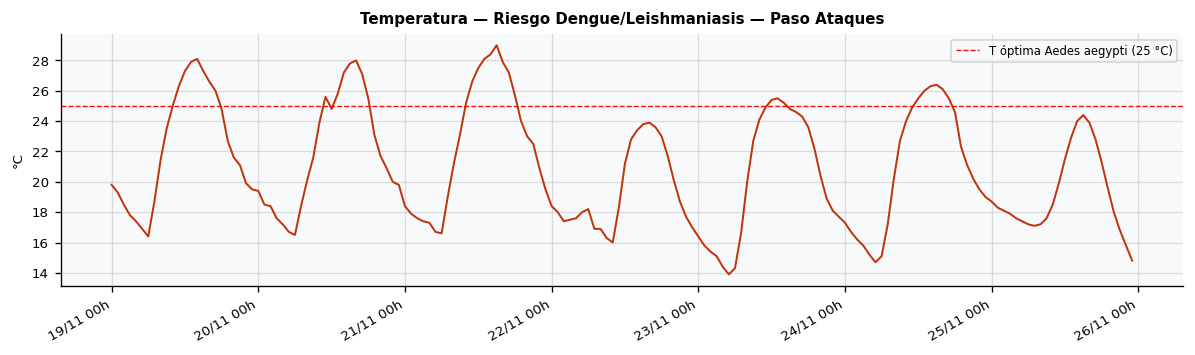 Temperatura — Riesgo Dengue/Leishmaniasis — Paso Ataques
T óptima Aedes aegypti (25 °C)
°C
28
26
24
22
20
18
16
14
19/11 00h
20/11 00h
21/11 00h
22/11 00h
23/11 00h
24/11 00h
25/11 00h
26/11 00h